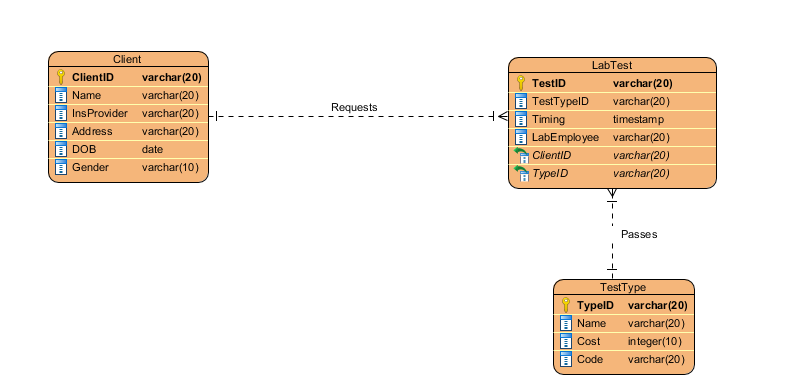 Client
ClientID varchar(20)
Name varchar(20)
InsProvider varchar(20)
Address varchar(20)
DOB date
Gender varchar(10)
Requests
LabTest
TestID varchar(20)
TestTypeID varchar(20)
Timing timestamp
LabEmployee varchar(20)
ClientID varchar(20)
TypeID varchar(20)
Passes
TestType
TypeID varchar(20)
Name varchar(20)
Cost integer(10)
Code varchar(20)